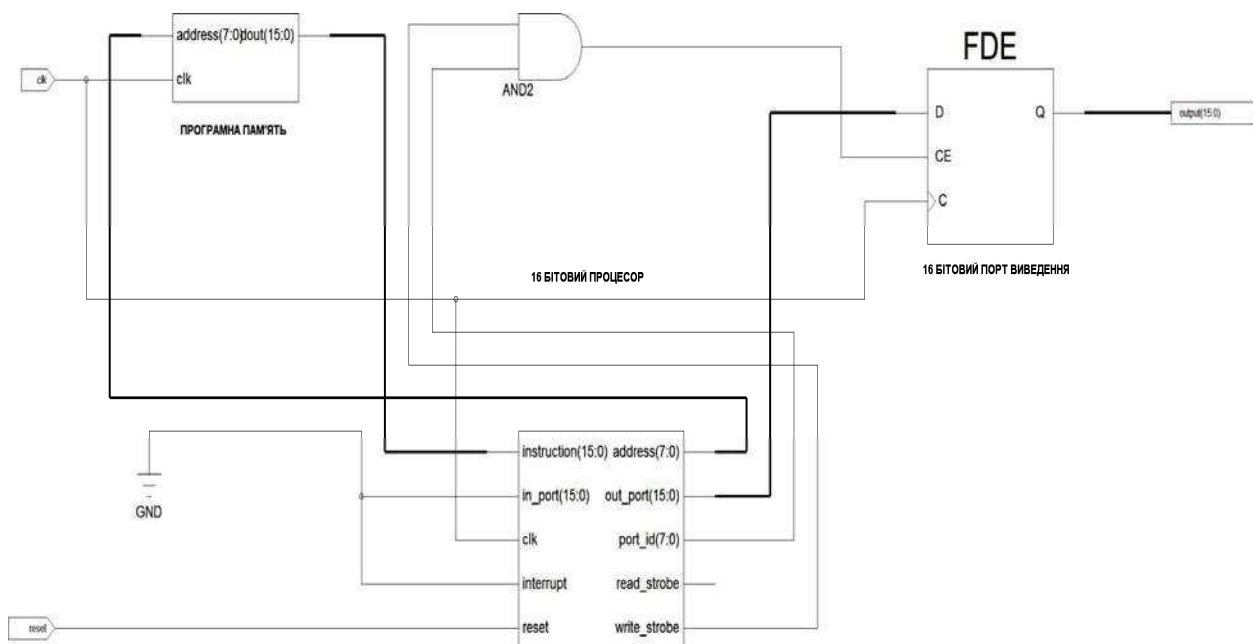 address(7:0) dout(15:0)
clk
clk
ПРОГРАМНА ПАМ'ЯТЬ
AND2
FDE
D
Q
CE
C
output(15:0)
16 БІТОВИЙ ПОРТ ВИВЕДЕННЯ
16 БІТОВИЙ ПРОЦЕСОР
GND
instruction(15:0) address(7:0)
in_port(15:0) out_port(15:0)
clk port_id(7:0)
interrupt read_strobe
reset write_strobe
reset